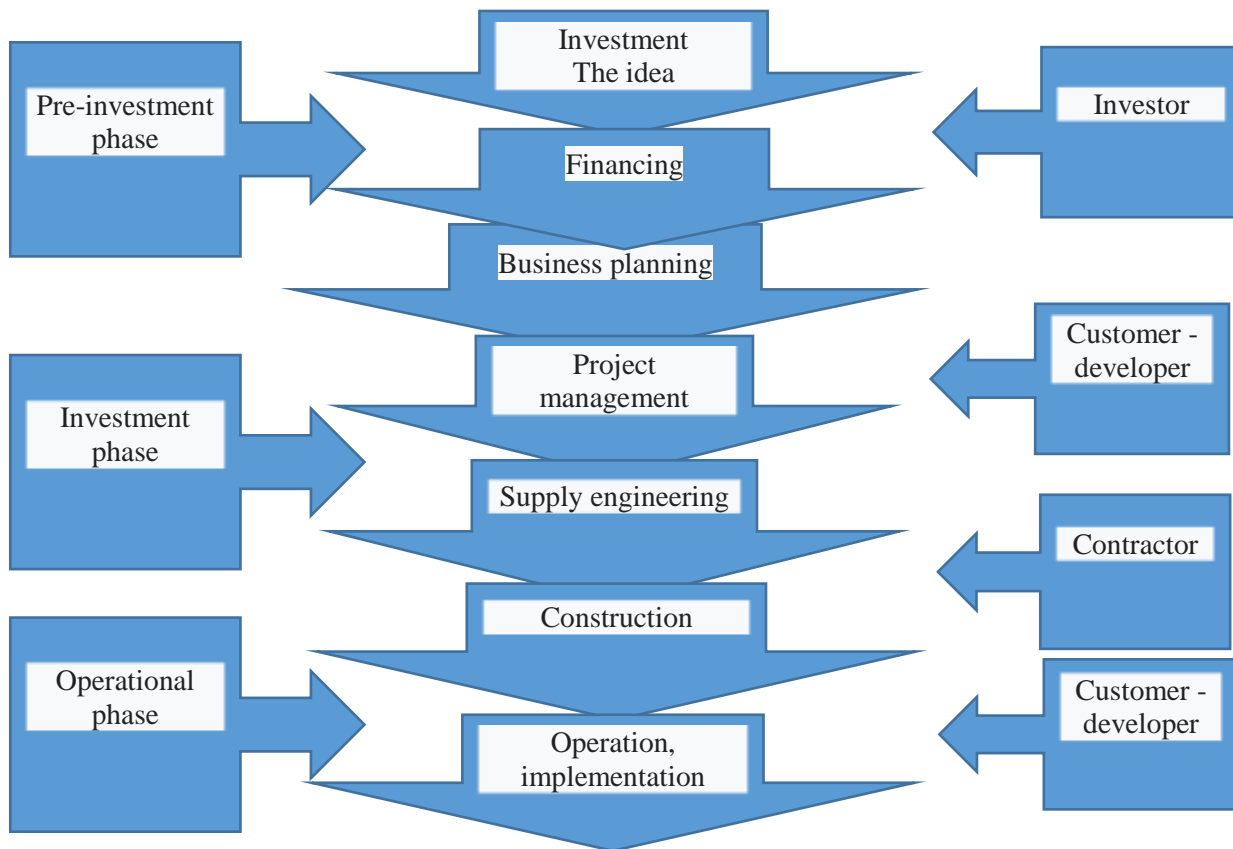 Investment
The idea
Pre-investment
phase
Investor
Financing
Business planning
Customer -
developer
Project
management
Investment
phase
Supply engineering
Contractor
Construction
Operational
phase
Customer -
developer
Operation,
implementation